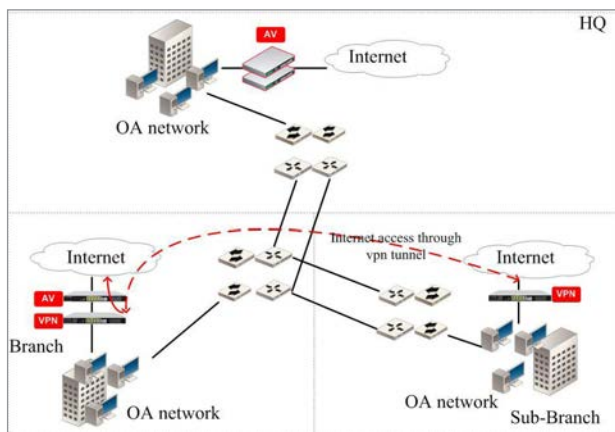 HQ
AV
Internet
OA network
Internet access through
vpn tunnel
Internet
Internet
AV
VPN
VPN
Branch
OA network
OA network
Sub-Branch